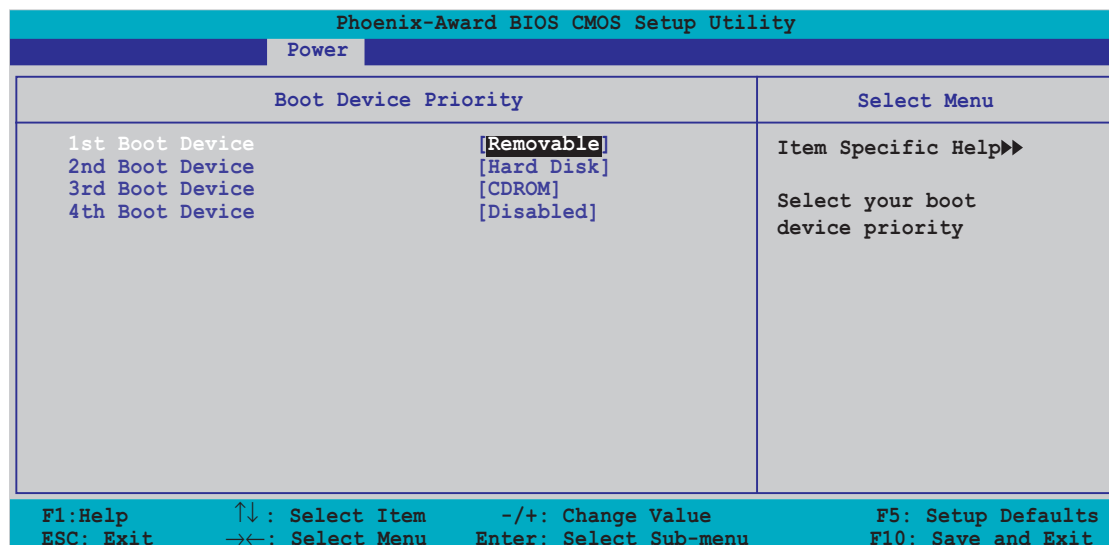 Phoenix-Award BIOS CMOS Setup Utility
Power
Boot Device Priority
Select Menu
1st Boot Device [Removable]
2nd Boot Device [Hard Disk]
3rd Boot Device [CDROM]
4th Boot Device [Disabled]
Item Specific Help▶▶
Select your boot
device priority
F1:Help ↑↓: Select Item -/+: Change Value F5: Setup Defaults
ESC: Exit →←: Select Menu Enter: Select Sub-menu F10: Save and Exit